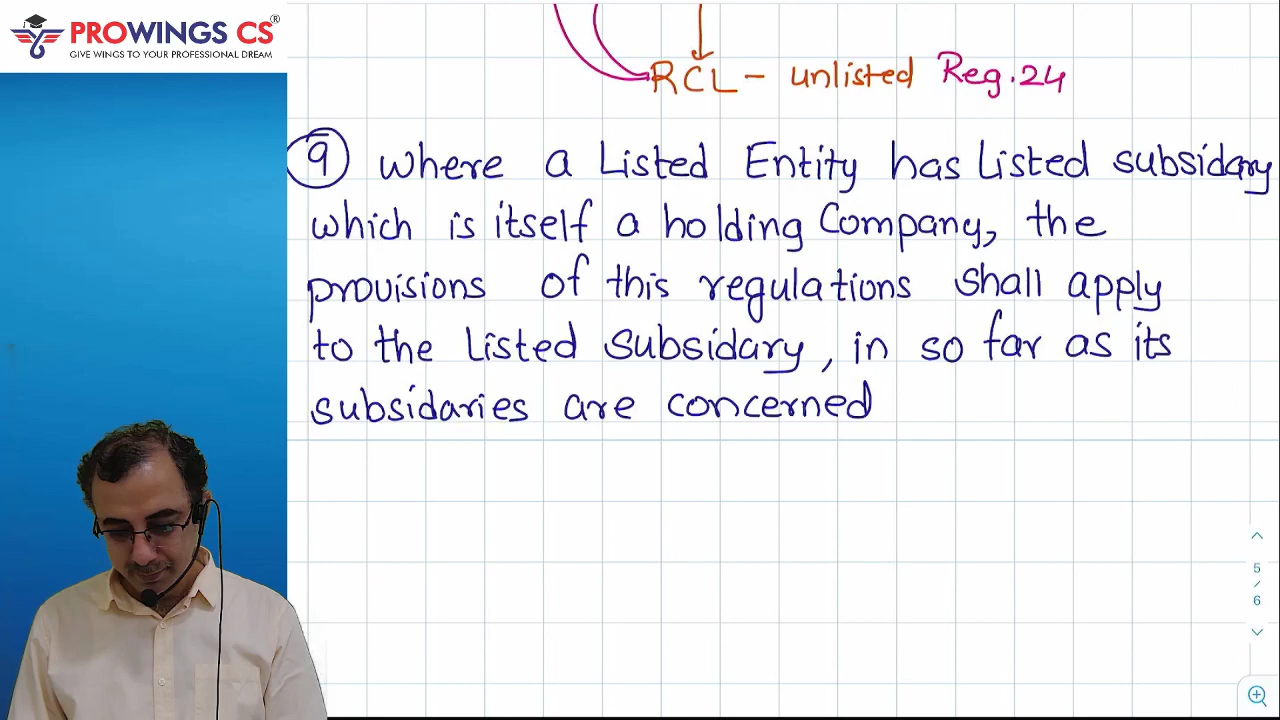 PROWINGS CS®
GIVE WINGS TO YOUR PROFESSIONAL DREAM
RCL - unlisted Reg.24
9 where a Listed Entity has Listed subsidary
which is itself a holding Company, the
provisions of this regulations shall apply
to the Listed Subsidary, in so far as its
subsidaries are concerned
5
/
6